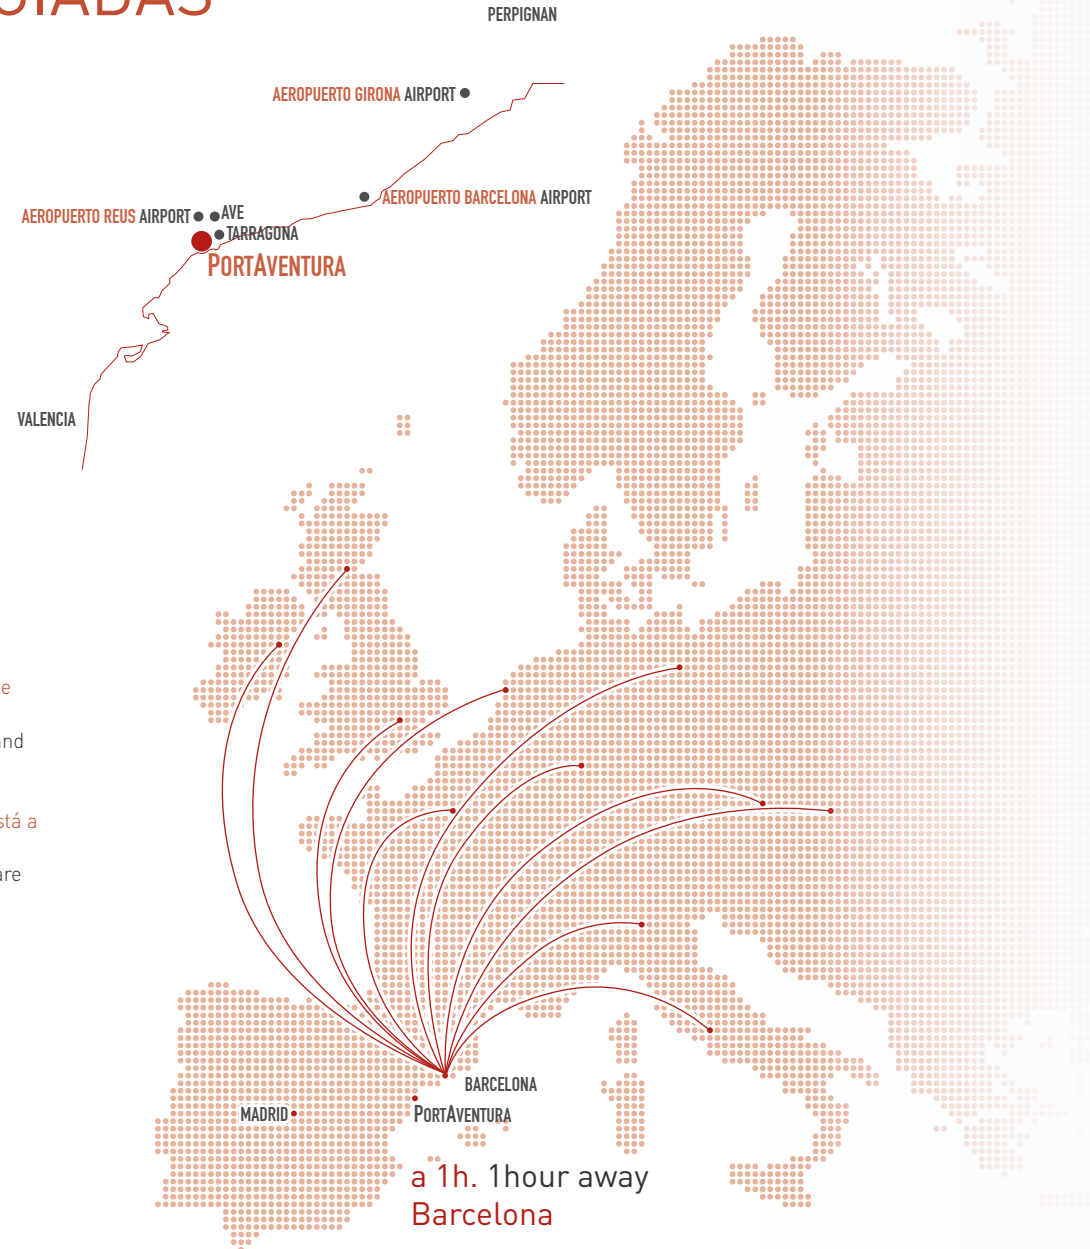 PERPIGNAN
AEROPUERTO GIRONA AIRPORT
AEROPUERTO BARCELONA AIRPORT
AEROPUERTO REUS AIRPORT
AVE
TARRAGONA
PORTAVENTURA
VALENCIA
e
and
stá a
are
BARCELONA
MADRID
PORTAVENTURA
a 1h. 1hour away
Barcelona